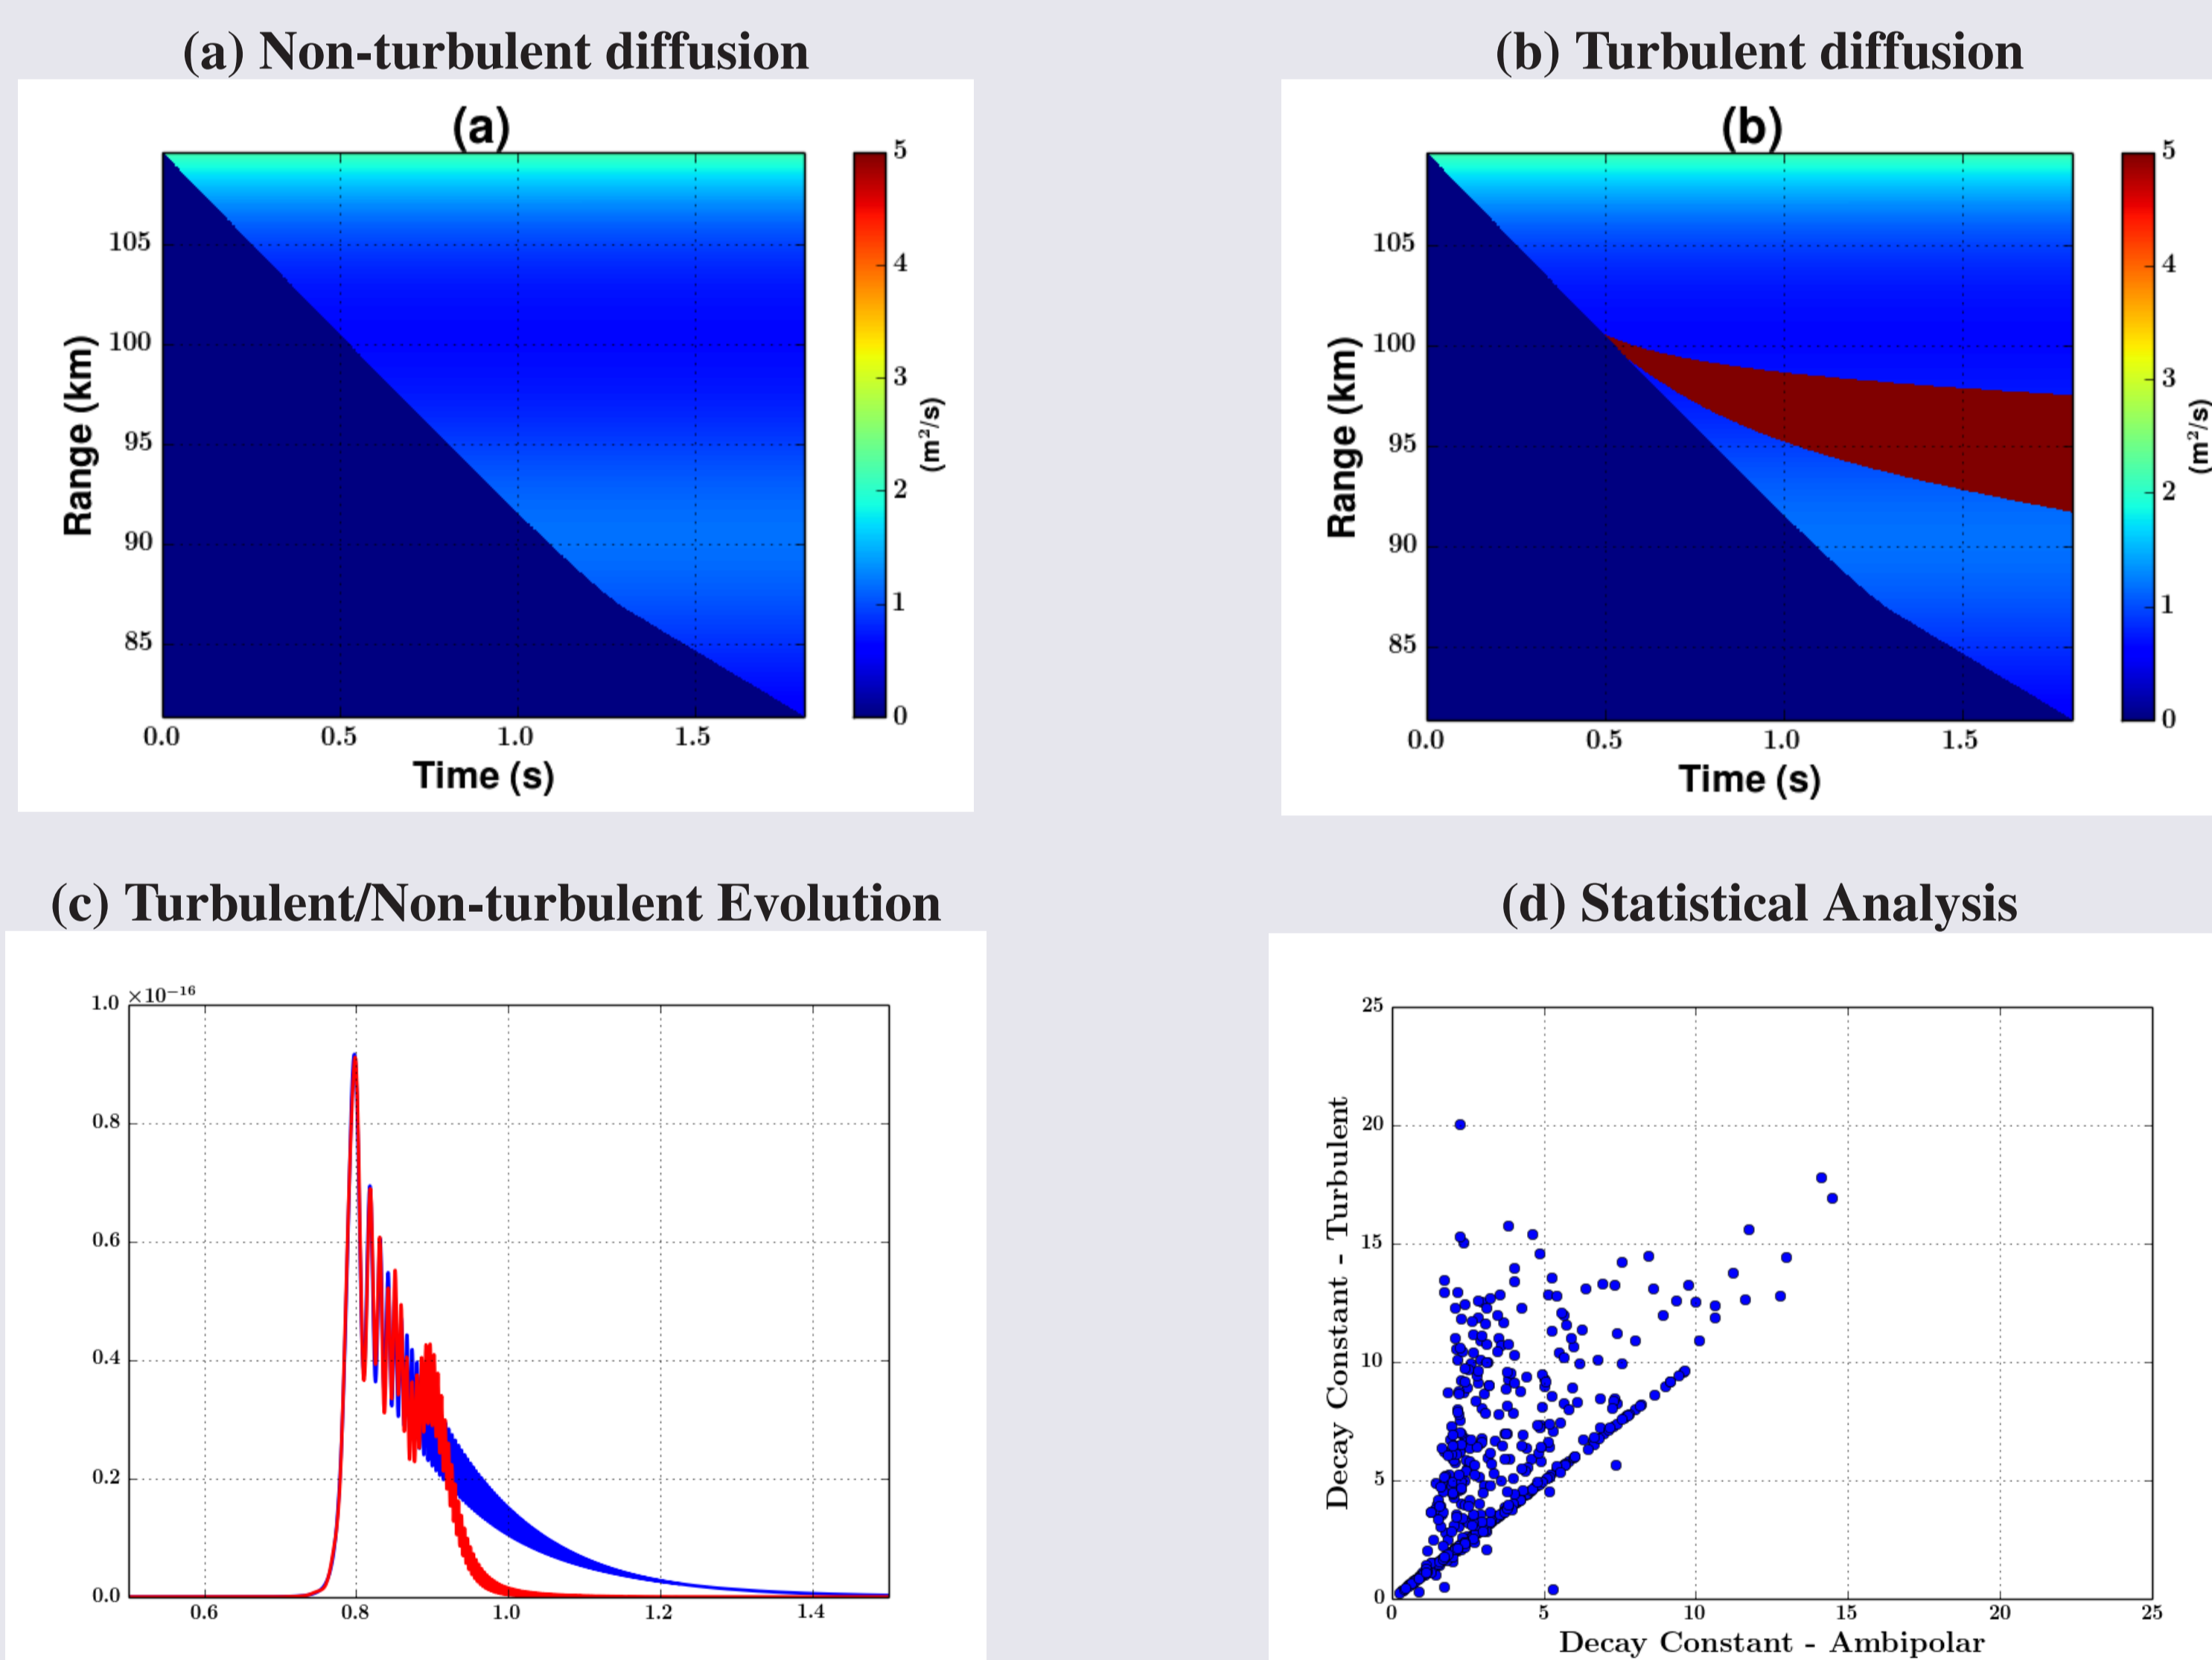 (a) Non-turbulent diffusion
(a)
105
100
95
90
85
Range (km)
0.0 0.5 1.0 1.5
Time (s)
5
4
3
2
1
0
(m²/s)
(b) Turbulent diffusion
(b)
105
100
95
90
85
Range (km)
0.0 0.5 1.0 1.5
Time (s)
5
4
3
2
1
0
(m²/s)
(c) Turbulent/Non-turbulent Evolution
×10⁻¹⁶
1.0
0.8
0.6
0.4
0.2
0.0
0.6 0.8 1.0 1.2 1.4
(d) Statistical Analysis
25
20
15
10
5
0
Decay Constant - Turbulent
0 5 10 15 20 25
Decay Constant - Ambipolar